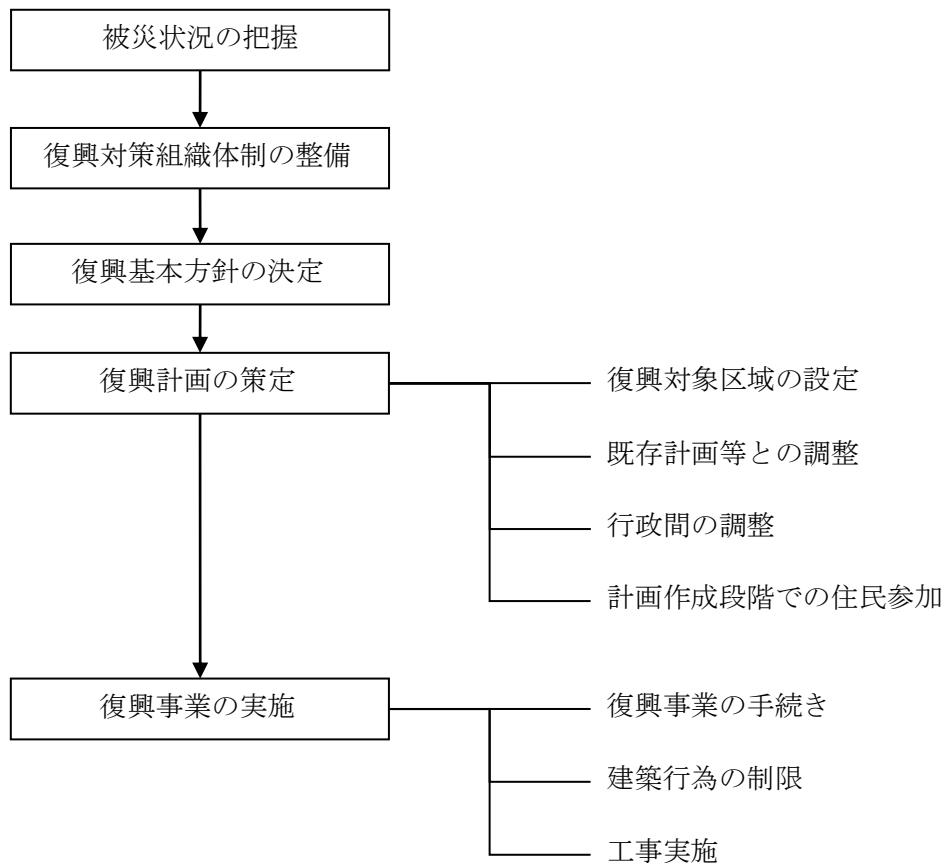 被災状況の把握
復興対策組織体制の整備
復興基本方針の決定
復興計画の策定
復興対象区域の設定
既存計画等との調整
行政間の調整
計画作成段階での住民参加
復興事業の実施
復興事業の手続き
建築行為の制限
工事実施